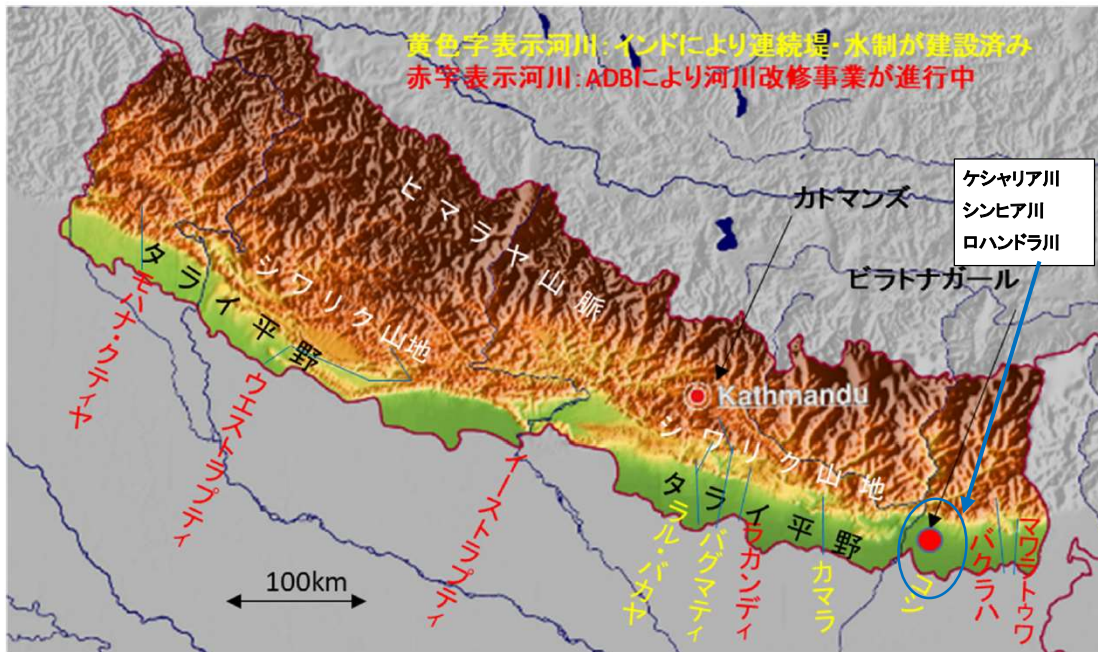 黄色字表示河川：インドにより連続堤・水制が建設済み
赤字表示河川：ADBにより河川改修事業が進行中
ケシャリア川
シンヒア川
ロハンドラ川
カトマンズ
ビラトナガール
ヒマラヤ山脈
シワリク山地
タライ平野
モハナ・クティヤ
ウエストラプティ
イーストラプティ
Kathmandu
シワリク山地
タライ平野
ラル・バカヤ
バグマティ
ラカンディ
カマラ
コシ
バクラハ
マワラトゥワ
100km